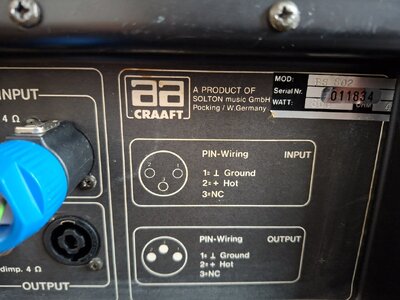 INPUT
4 Ω
dimp. 4 Ω
OUTPUT
aa
CRAAFT
A PRODUCT OF
SOLTON music GmbH
Pocking / W.Germany
MOD:
Serial Nr.
011834
WATT:
PIN-Wiring INPUT
1= ⊥ Ground
2= + Hot
3=NC
PIN-Wiring OUTPUT
1= ⊥ Ground
2= + Hot
3=NC